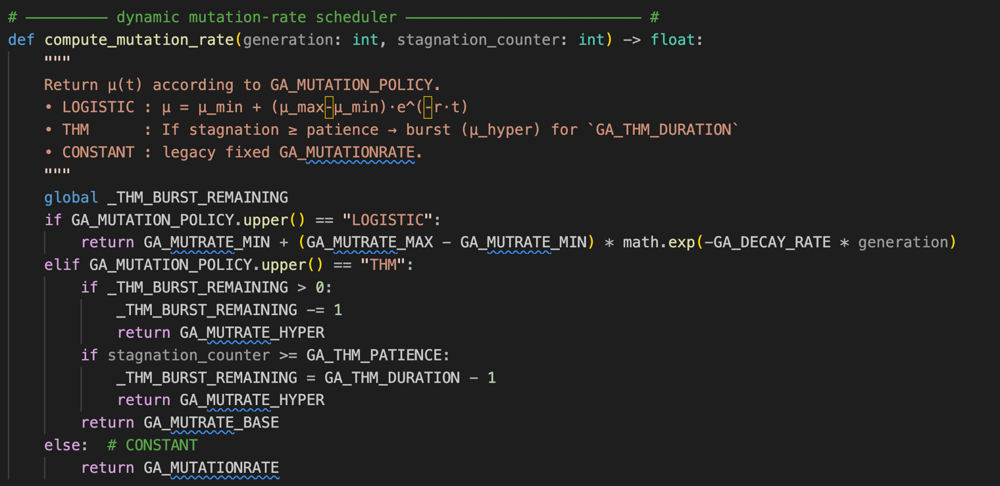 # ───────── dynamic mutation-rate scheduler ────────────────────────── #
def compute_mutation_rate(generation: int, stagnation_counter: int) -> float:
    """
    Return μ(t) according to GA_MUTATION_POLICY.
    • LOGISTIC : μ = μ_min + (μ_max‑μ_min)·e^(‑r·t)
    • THM      : If stagnation ≥ patience → burst (μ_hyper) for `GA_THM_DURATION`
    • CONSTANT : legacy fixed GA_MUTATIONRATE.
    """
    global _THM_BURST_REMAINING
    if GA_MUTATION_POLICY.upper() == "LOGISTIC":
        return GA_MUTRATE_MIN + (GA_MUTRATE_MAX - GA_MUTRATE_MIN) * math.exp(-GA_DECAY_RATE * generation)
    elif GA_MUTATION_POLICY.upper() == "THM":
        if _THM_BURST_REMAINING > 0:
            _THM_BURST_REMAINING -= 1
            return GA_MUTRATE_HYPER
        if stagnation_counter >= GA_THM_PATIENCE:
            _THM_BURST_REMAINING = GA_THM_DURATION - 1
            return GA_MUTRATE_HYPER
        return GA_MUTRATE_BASE
    else:  # CONSTANT
        return GA_MUTATIONRATE